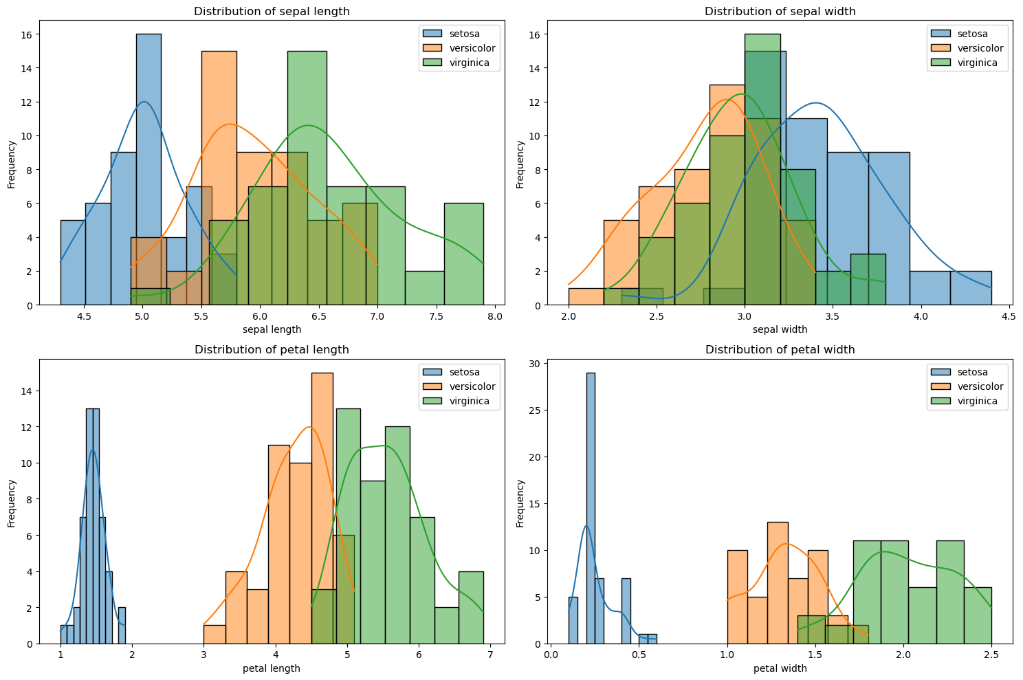 Distribution of sepal length
Frequency
0
2
4
6
8
10
12
14
16
4.5 5.0 5.5 6.0 6.5 7.0 7.5 8.0
sepal length
setosa
versicolor
virginica
Distribution of sepal width
Frequency
0
2
4
6
8
10
12
14
16
2.0 2.5 3.0 3.5 4.0 4.5
sepal width
setosa
versicolor
virginica
Distribution of petal length
Frequency
0
2
4
6
8
10
12
14
1 2 3 4 5 6 7
petal length
setosa
versicolor
virginica
Distribution of petal width
Frequency
0
5
10
15
20
25
30
0.0 0.5 1.0 1.5 2.0 2.5
petal width
setosa
versicolor
virginica